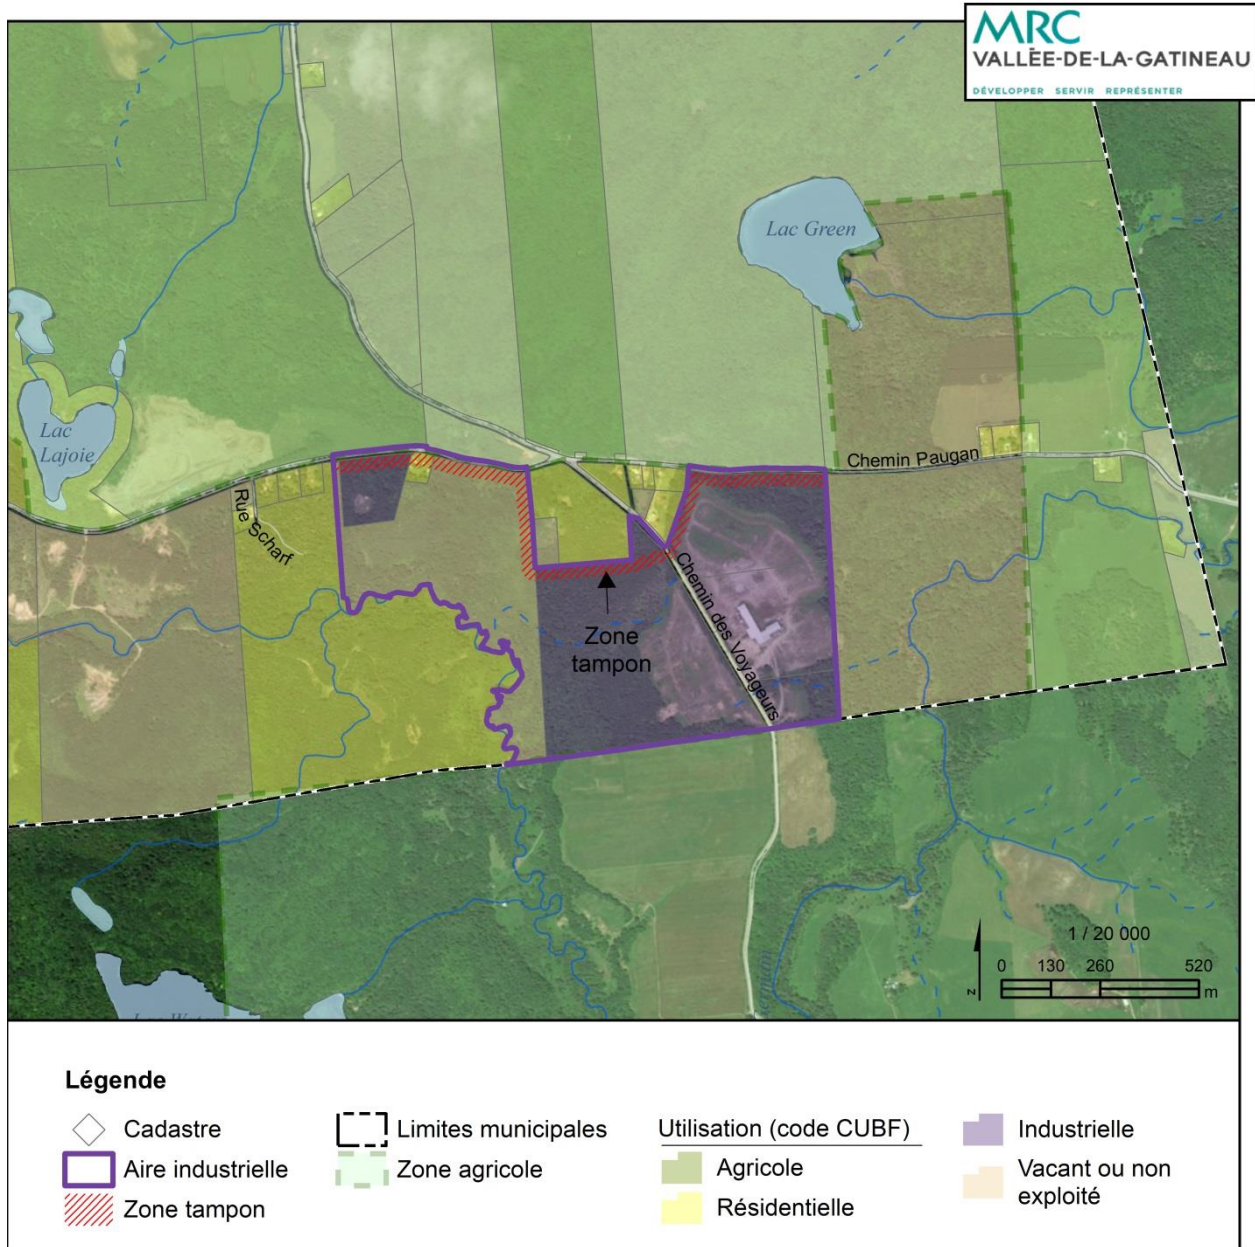 MRC
VALLÉE-DE-LA-GATINEAU
DÉVELOPPER SERVIR REPRÉSENTER
Lac Green
Lac
Lajoie
Chemin Paugan
Rue Scharf
Chemin des Voyageurs
Zone
tampon
1 / 20 000
0 130 260 520
m
N
Légende
Cadastre
Aire industrielle
Zone tampon
Limites municipales
Zone agricole
Utilisation (code CUBF)
Agricole
Résidentielle
Industrielle
Vacant ou non
exploité